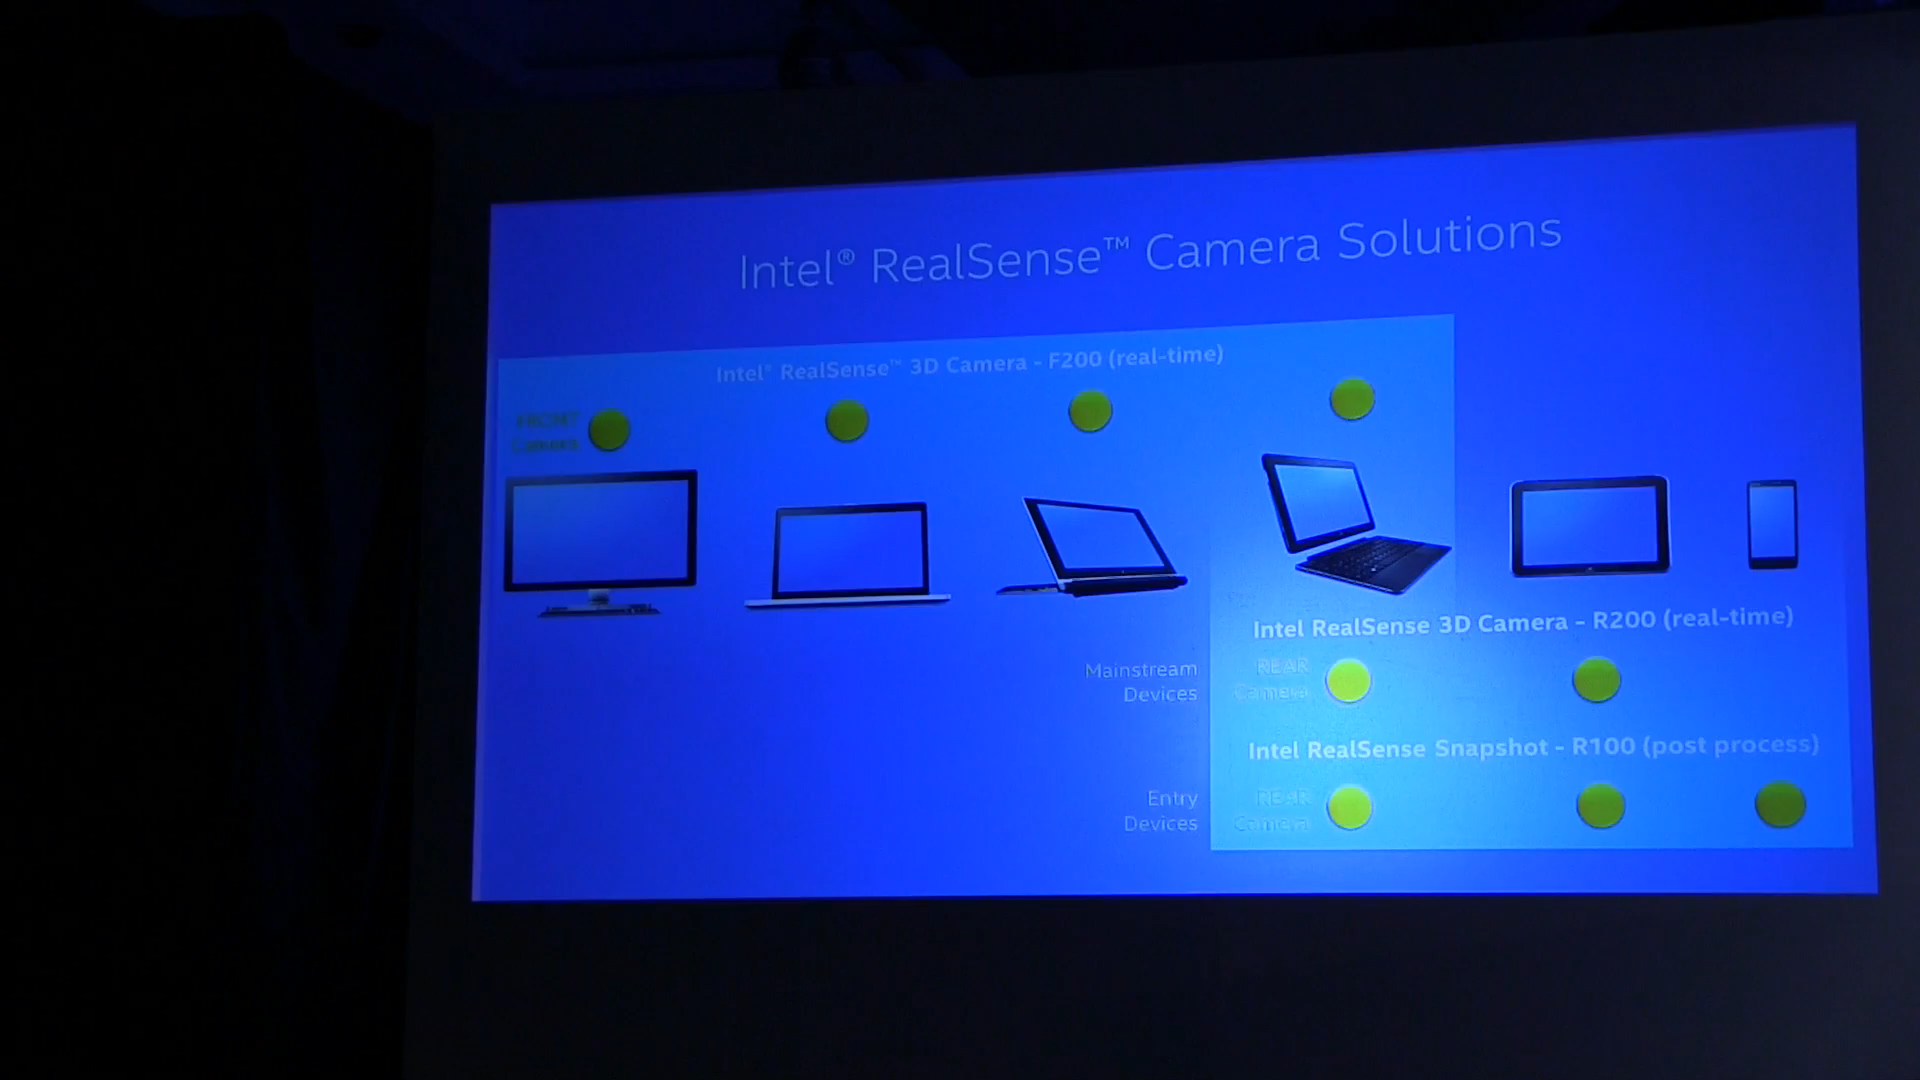 Intel® RealSense™ Camera Solutions
Intel® RealSense™ 3D Camera - F200 (real-time)
FRONT
Camera
Intel RealSense 3D Camera - R200 (real-time)
Mainstream
Devices
REAR
Camera
Intel RealSense Snapshot - R100 (post process)
Entry
Devices
REAR
Camera